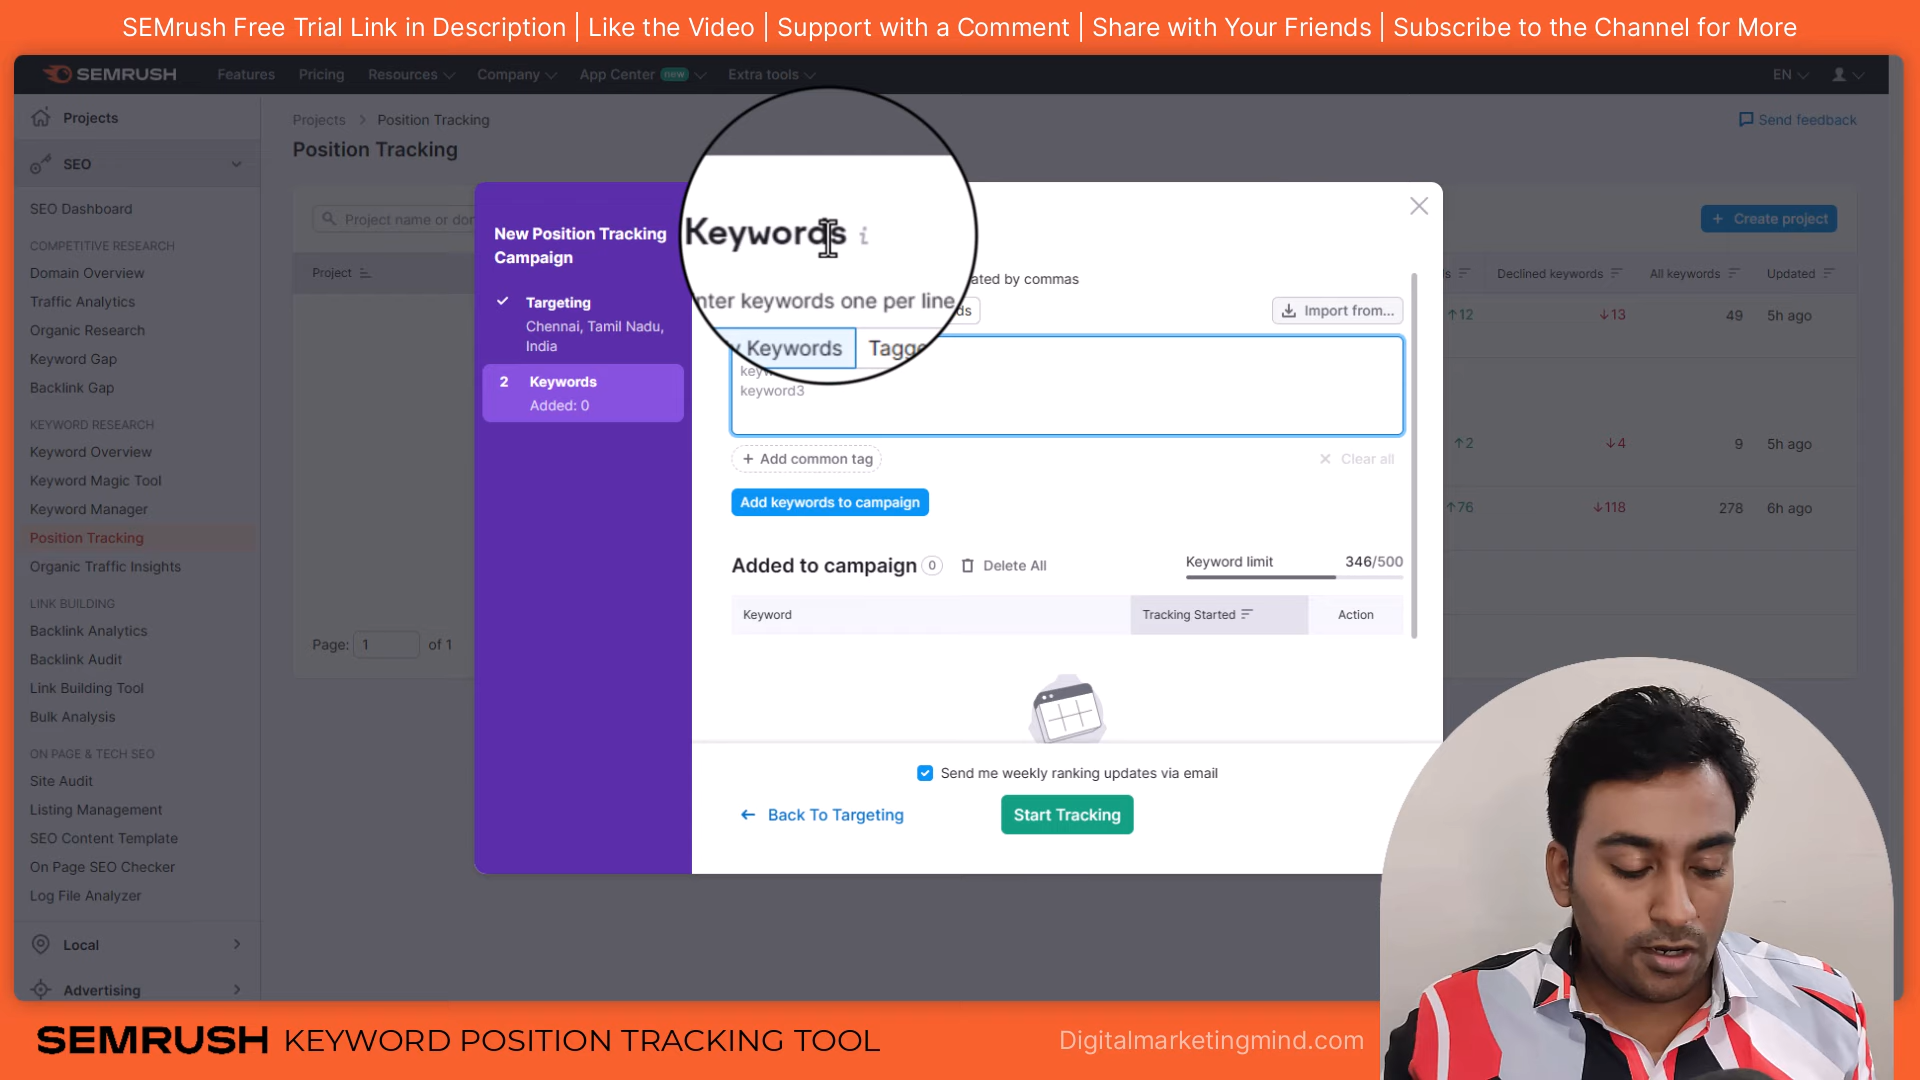 SEMrush Free Trial Link in Description | Like the Video | Support with a Comment | Share with Your Friends | Subscribe to the Channel for More
SEMRUSH Features Pricing Resources Company App Center new Extra tools EN
Projects
SEO
SEO Dashboard
COMPETITIVE RESEARCH
Domain Overview
Traffic Analytics
Organic Research
Keyword Gap
Backlink Gap
KEYWORD RESEARCH
Keyword Overview
Keyword Magic Tool
Keyword Manager
Position Tracking
Organic Traffic Insights
LINK BUILDING
Backlink Analytics
Backlink Audit
Link Building Tool
Bulk Analysis
ON PAGE & TECH SEO
Site Audit
Listing Management
SEO Content Template
On Page SEO Checker
Log File Analyzer
Local
Advertising
Projects > Position Tracking
Send feedback
Position Tracking
Project name or
+ Create project
Project
Declined keywords All keywords Updated
↑12 ↓13 49 5h ago
↑2 ↓4 9 5h ago
↑76 ↓118 278 6h ago
Page: 1 of 1
New Position Tracking
Campaign
Targeting
Chennai, Tamil Nadu,
India
2 Keywords
Added: 0
Keywords i
nter keywords one per line
ated by commas
Keywords Tagge
ds
Import from...
keyword3
+ Add common tag
× Clear all
Add keywords to campaign
Added to campaign 0 Delete All
Keyword limit 346/500
Keyword Tracking Started Action
Send me weekly ranking updates via email
← Back To Targeting
Start Tracking
SEMRUSH KEYWORD POSITION TRACKING TOOL
Digitalmarketingmind.com